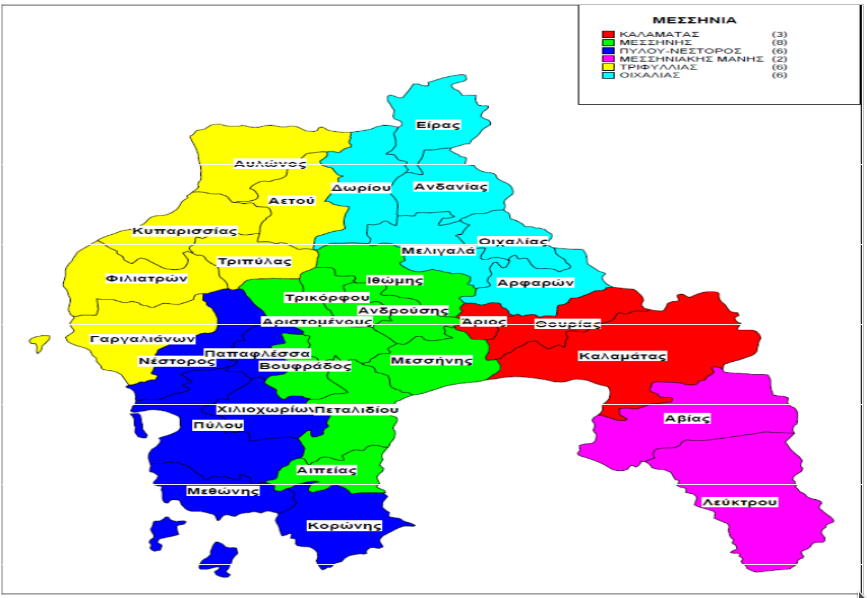 ΜΕΣΣΗΝΙΑ
ΚΑΛΑΜΑΤΑΣ (3)
ΜΕΣΣΗΝΗΣ (8)
ΠΥΛΟΥ-ΝΕΣΤΟΡΟΣ (6)
ΜΕΣΣΗΝΙΑΚΗΣ ΜΑΝΗΣ (2)
ΤΡΙΦΥΛΛΙΑΣ (6)
ΟΙΧΑΛΙΑΣ (6)
Είρας
Αυλώνος
Δωρίου
Ανδανίας
Αετού
Κυπαρισσίας
Οιχαλίας
Μελιγαλά
Τριπύλας
Φιλιατρών
Ιθώμης
Αρφαρών
Τρικόρφου
Ανδρούσης
Αριστομένους
Άριος
Θουρίας
Γαργαλιάνων
Παπαφλέσσα
Νέστορος
Βουφράδος
Μεσσήνης
Καλαμάτας
Χιλιοχωρίων
Πεταλιδίου
Πύλου
Αβίας
Αιπείας
Μεθώνης
Λεύκτρου
Κορώνης